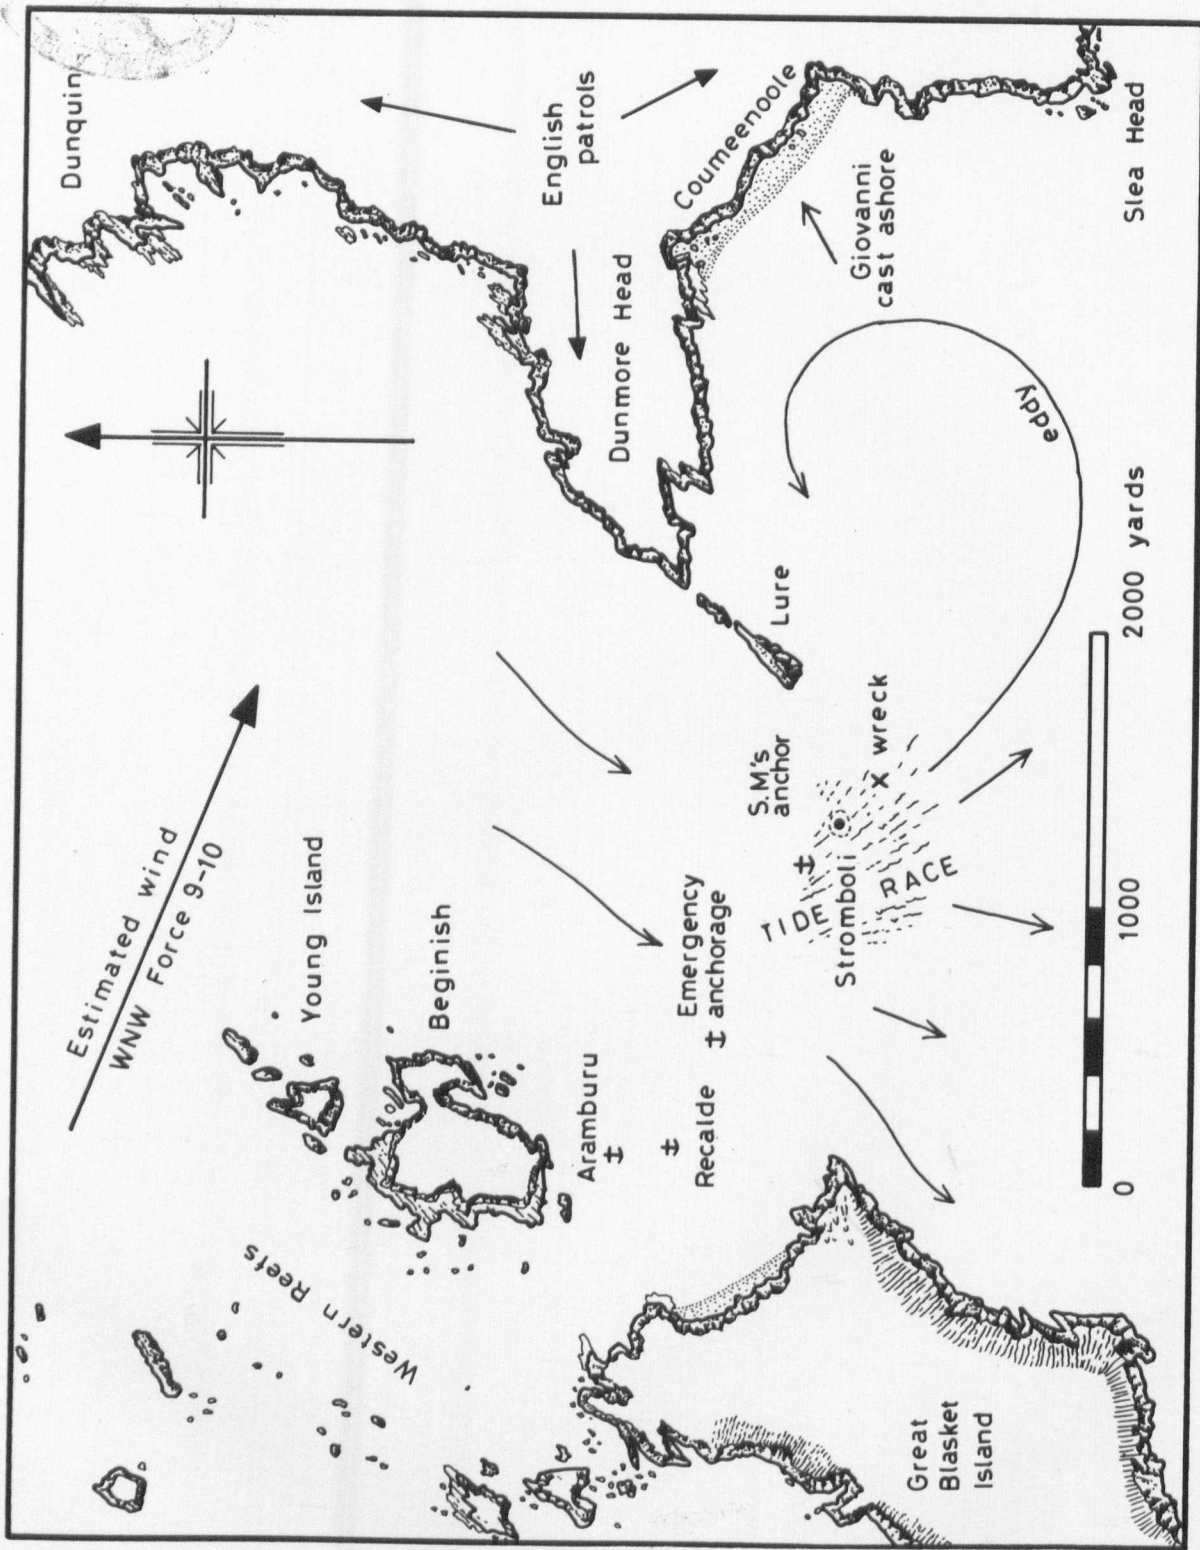 Estimated wind
WNW Force 9-10
Dunquin
Young Island
Beginish
Western Reefs
English
patrols
Dunmore Head
Coumeenoole
Aramburu
Recalde
Emergency
anchorage
S.M's
anchor
Lure
Giovanni
cast ashore
TIDE RACE
Stromboli
X wreck
eddy
Great
Blasket
Island
Slea Head
0
1000
2000 yards